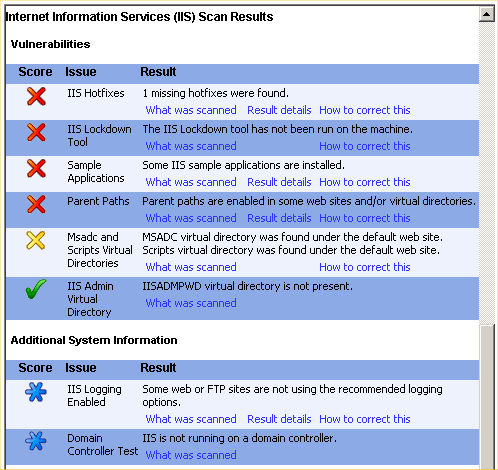 Internet Information Services (IIS) Scan Results
Vulnerabilities
Score Issue Result
IIS Hotfixes 1 missing hotfixes were found.
What was scanned Result details How to correct this
IIS Lockdown Tool The IIS Lockdown tool has not been run on the machine.
What was scanned How to correct this
Sample Applications Some IIS sample applications are installed.
What was scanned Result details How to correct this
Parent Paths Parent paths are enabled in some web sites and/or virtual directories.
What was scanned Result details How to correct this
Msadc and Scripts Virtual Directories MSADC virtual directory was found under the default web site.
Scripts virtual directory was found under the default web site.
What was scanned How to correct this
IIS Admin Virtual Directory IISADMPWD virtual directory is not present.
What was scanned
Additional System Information
Score Issue Result
IIS Logging Enabled Some web or FTP sites are not using the recommended logging
options.
What was scanned Result details How to correct this
Domain Controller Test IIS is not running on a domain controller.
What was scanned